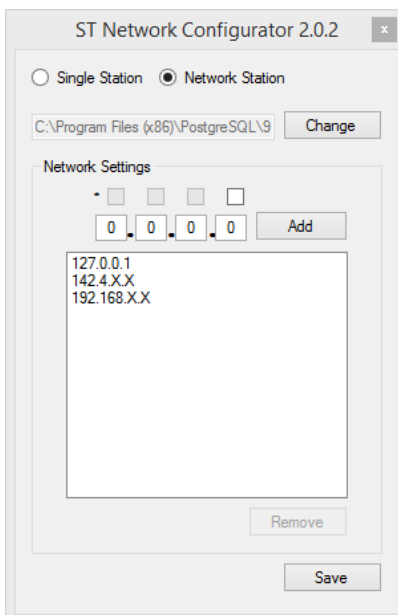 ST Network Configurator 2.0.2 x
Single Station Network Station
C:\Program Files (x86)\PostgreSQL\9 Change
Network Settings
*
0 . 0 . 0 . 0 Add
127.0.0.1
142.4.X.X
192.168.X.X
Remove
Save